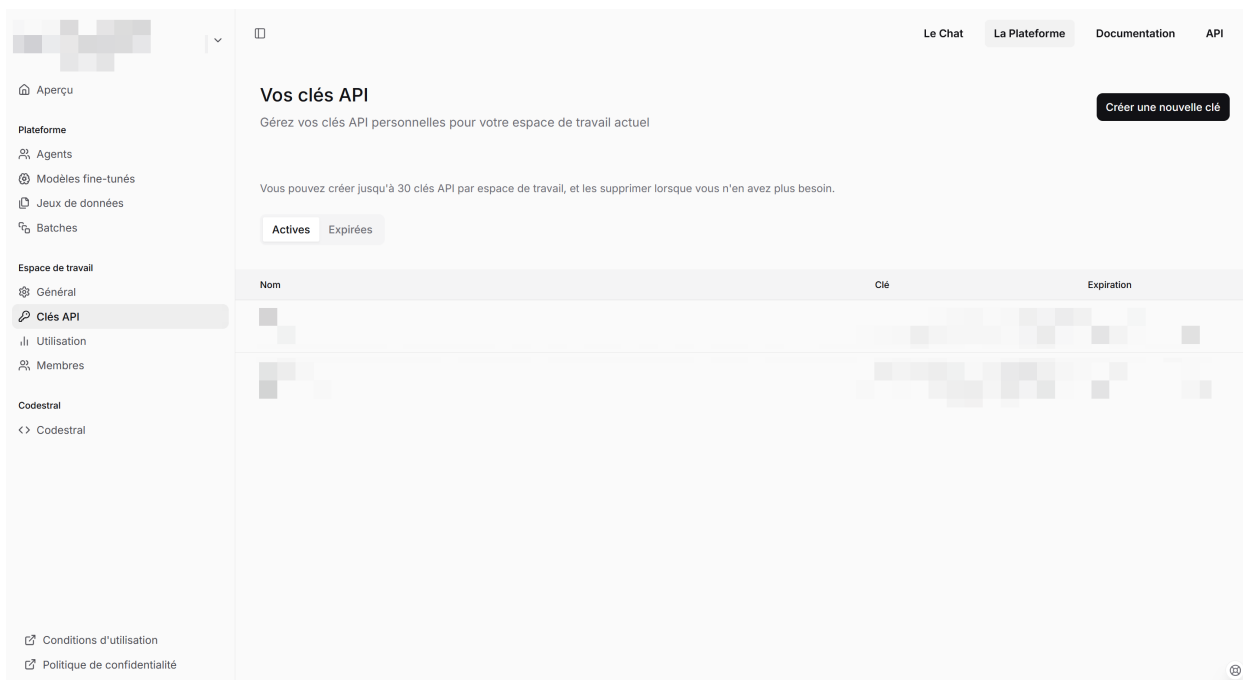 Le Chat
La Plateforme
Documentation
API
Aperçu
Plateforme
Agents
Modèles fine-tunés
Jeux de données
Batches
Espace de travail
Général
Clés API
Utilisation
Membres
Codestral
Codestral
Conditions d'utilisation
Politique de confidentialité
Vos clés API
Gérez vos clés API personnelles pour votre espace de travail actuel
Créer une nouvelle clé
Vous pouvez créer jusqu'à 30 clés API par espace de travail, et les supprimer lorsque vous n'en avez plus besoin.
Actives Expirées
Nom Clé Expiration